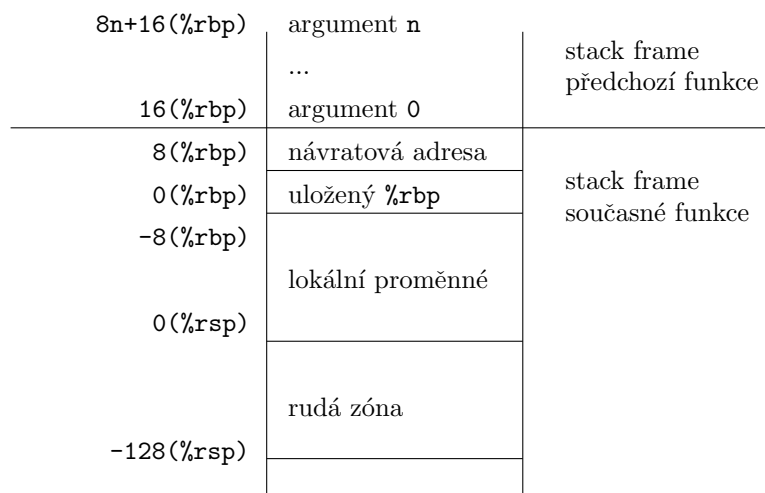 8n+16(%rbp) argument n
...
stack frame
předchozí funkce
16(%rbp) argument 0
8(%rbp) návratová adresa
0(%rbp) uložený %rbp
stack frame
současné funkce
-8(%rbp)
lokální proměnné
0(%rsp)
rudá zóna
-128(%rsp)